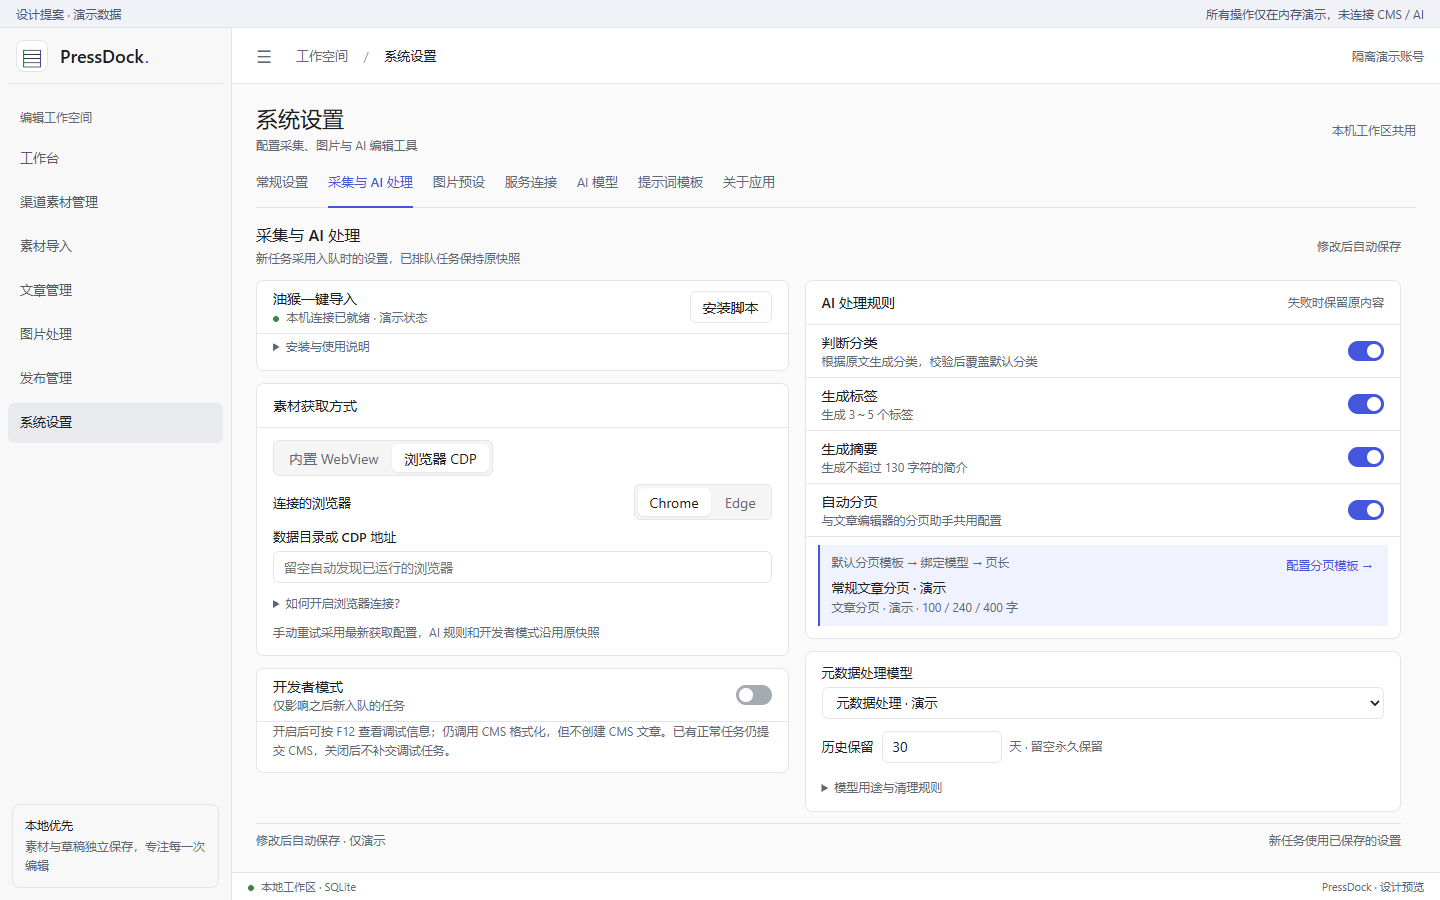 设计提案 · 演示数据
所有操作仅在内存演示，未连接 CMS / AI
PressDock.
工作空间 / 系统设置
隔离演示账号
编辑工作空间
工作台
渠道素材管理
素材导入
文章管理
图片处理
发布管理
系统设置
本地优先
素材与草稿独立保存，专注每一次
编辑
系统设置
配置采集、图片与 AI 编辑工具
本机工作区共用
常规设置 采集与 AI 处理 图片预设 服务连接 AI 模型 提示词模板 关于应用
采集与 AI 处理
新任务采用入队时的设置，已排队任务保持原快照
修改后自动保存
油猴一键导入
本机连接已就绪 · 演示状态
安装脚本
安装与使用说明
素材获取方式
内置 WebView 浏览器 CDP
连接的浏览器
Chrome Edge
数据目录或 CDP 地址
留空自动发现已运行的浏览器
如何开启浏览器连接?
手动重试采用最新获取配置，AI 规则和开发者模式沿用原快照
开发者模式
仅影响之后新入队的任务
开启后可按 F12 查看调试信息；仍调用 CMS 格式化，但不创建 CMS 文章。已有正常任务仍提
交 CMS，关闭后不补交调试任务。
AI 处理规则
失败时保留原内容
判断分类
根据原文生成分类，校验后覆盖默认分类
生成标签
生成 3 ~ 5 个标签
生成摘要
生成不超过 130 字符的简介
自动分页
与文章编辑器的分页助手共用配置
默认分页模板 → 绑定模型 → 页长
配置分页模板 →
常规文章分页 · 演示
文章分页 · 演示 · 100 / 240 / 400 字
元数据处理模型
元数据处理 · 演示
历史保留 30 天 · 留空永久保留
模型用途与清理规则
修改后自动保存 · 仅演示
新任务使用已保存的设置
本地工作区 · SQLite
PressDock · 设计预览